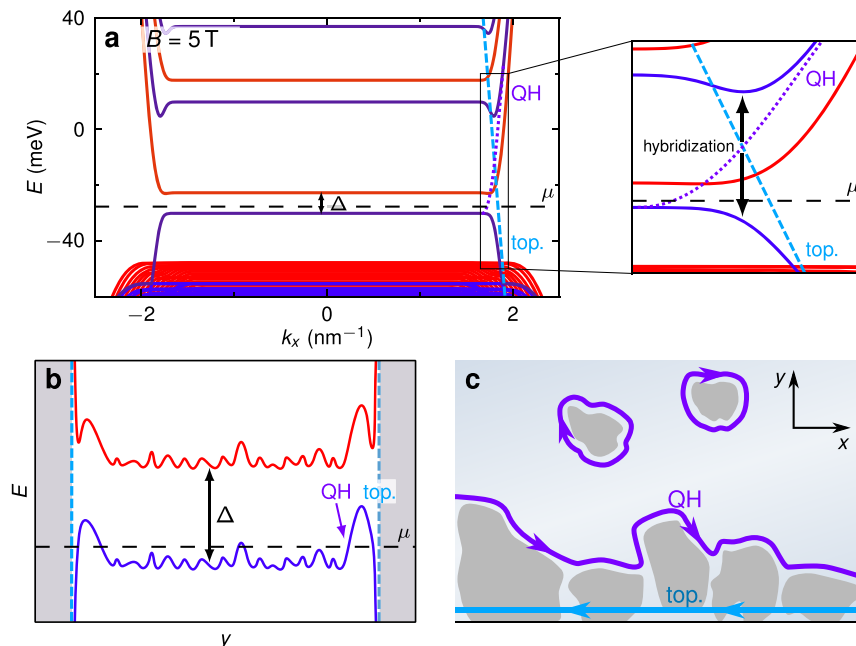 a B = 5 T
40
0
−40
E (meV)
−2
0
2
kₓ (nm⁻¹)
Δ
μ
QH
top.
QH
hybridization
μ
top.
b
E
QH top.
Δ
μ
y
c
y
x
QH
top.